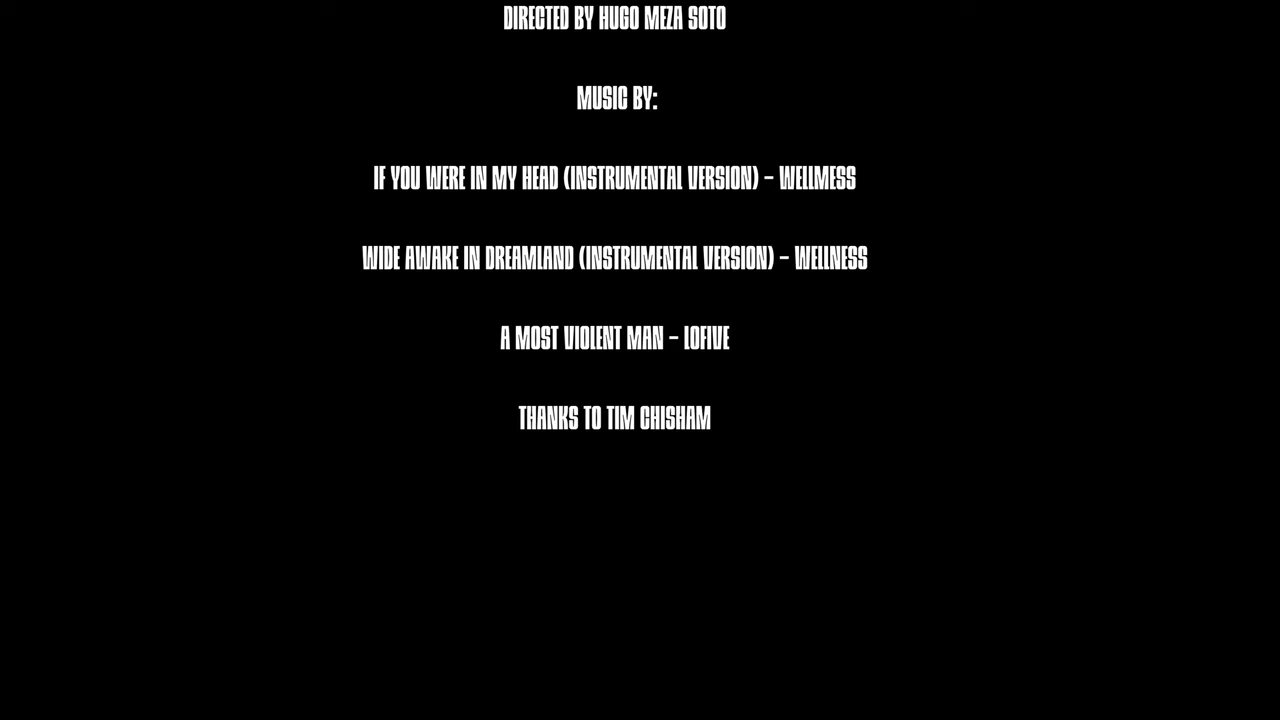 DIRECTED BY HUGO MEZA SOTO
MUSIC BY:
IF YOU WERE IN MY HEAD (INSTRUMENTAL VERSION) - WELLMESS
WIDE AWAKE IN DREAMLAND (INSTRUMENTAL VERSION) - WELLNESS
A MOST VIOLENT MAN - LOFIVE
THANKS TO TIM CHISHAM